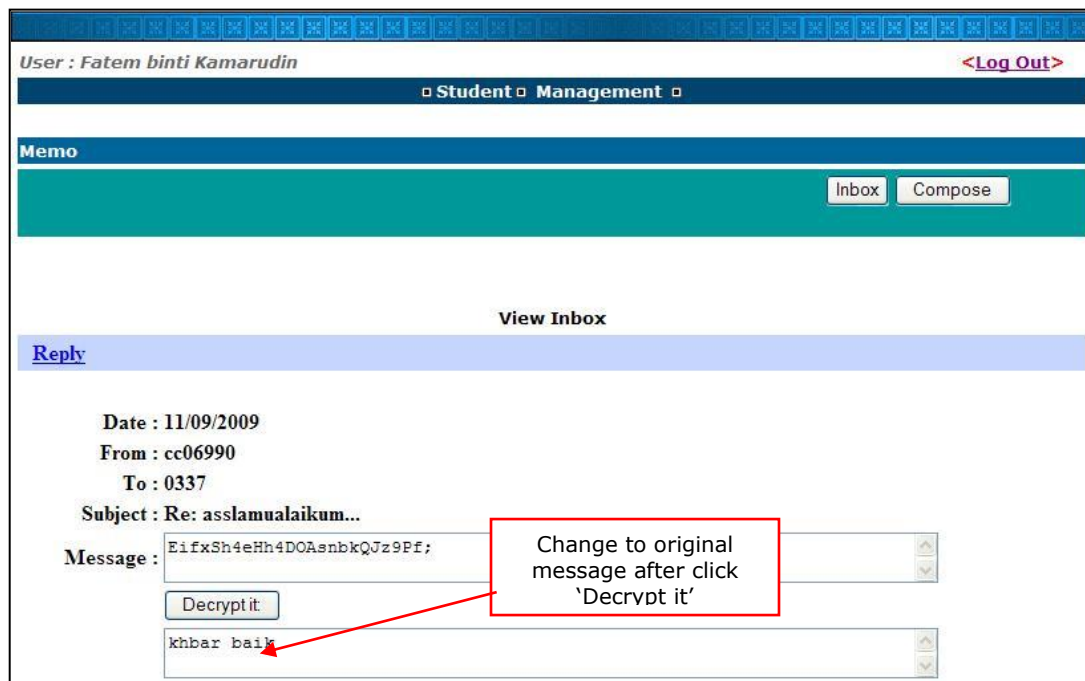 User : Fatem binti Kamarudin <Log Out>
Student Management
Memo
Inbox Compose
View Inbox
Reply
Date : 11/09/2009
From : cc06990
To : 0337
Subject : Re: asslamualaikum...
Message : EifxSh4eHh4DOAsnbkQJz9Pf;
Change to original
message after click
‘Decrypt it’
Decrypt it:
khbar baik